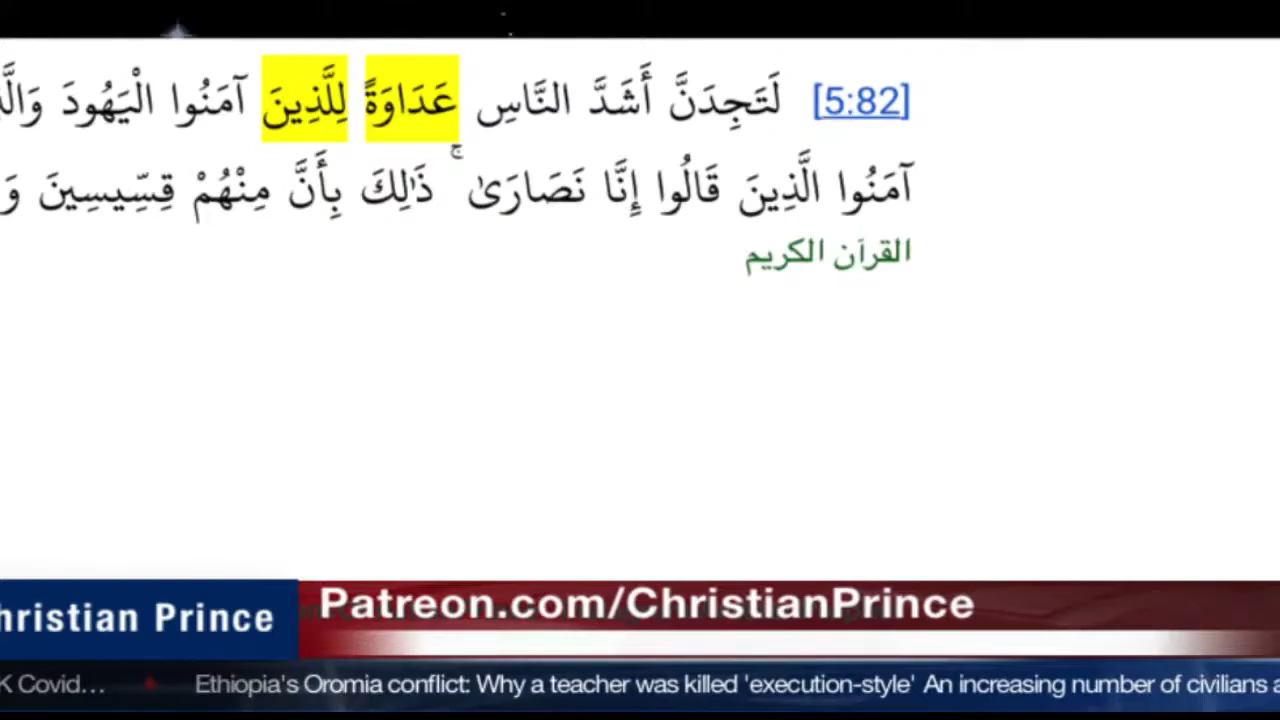 [5:82] لَتَجِدَنَّ أَشَدَّ النَّاسِ عَدَاوَةً لِلَّذِينَ آمَنُوا الْيَهُودَ
آمَنُوا الَّذِينَ قَالُوا إِنَّا نَصَارَىٰ ۚ ذَٰلِكَ بِأَنَّ مِنْهُمْ قِسِّيسِينَ وَ
القرآن الكريم
Patreon.com/ChristianPrince
hristian Prince
K Covid... Ethiopia's Oromia conflict: Why a teacher was killed 'execution-style' An increasing number of civilians a